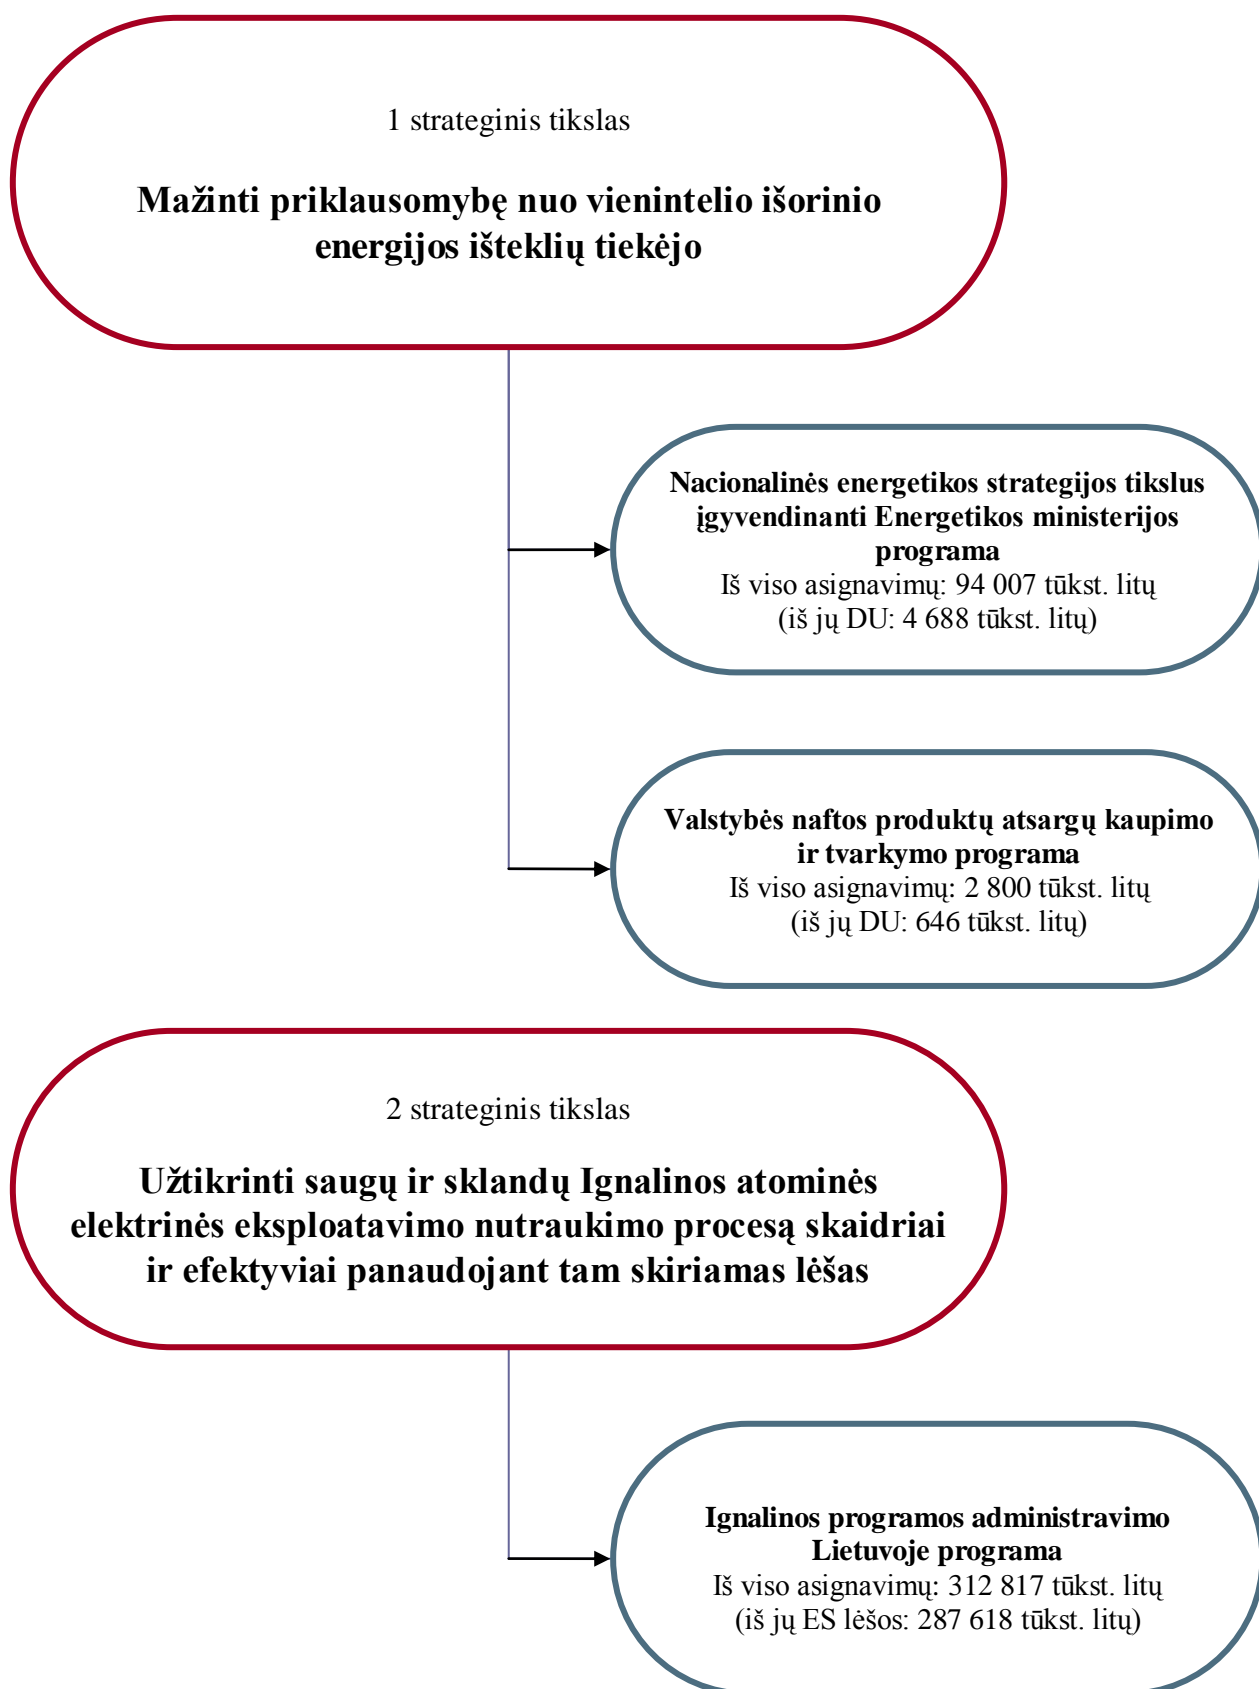 1 strateginis tikslas
Mažinti priklausomybę nuo vienintelio išorinio
energijos išteklių tiekėjo
Nacionalinės energetikos strategijos tikslus
įgyvendinanti Energetikos ministerijos
programa
Iš viso asignavimų: 94 007 tūkst. litų
(iš jų DU: 4 688 tūkst. litų)
Valstybės naftos produktų atsargų kaupimo
ir tvarkymo programa
Iš viso asignavimų: 2 800 tūkst. litų
(iš jų DU: 646 tūkst. litų)
2 strateginis tikslas
Užtikrinti saugų ir sklandų Ignalinos atominės
elektrinės eksploatavimo nutraukimo procesą skaidriai
ir efektyviai panaudojant tam skiriamas lėšas
Ignalinos programos administravimo
Lietuvoje programa
Iš viso asignavimų: 312 817 tūkst. litų
(iš jų ES lėšos: 287 618 tūkst. litų)